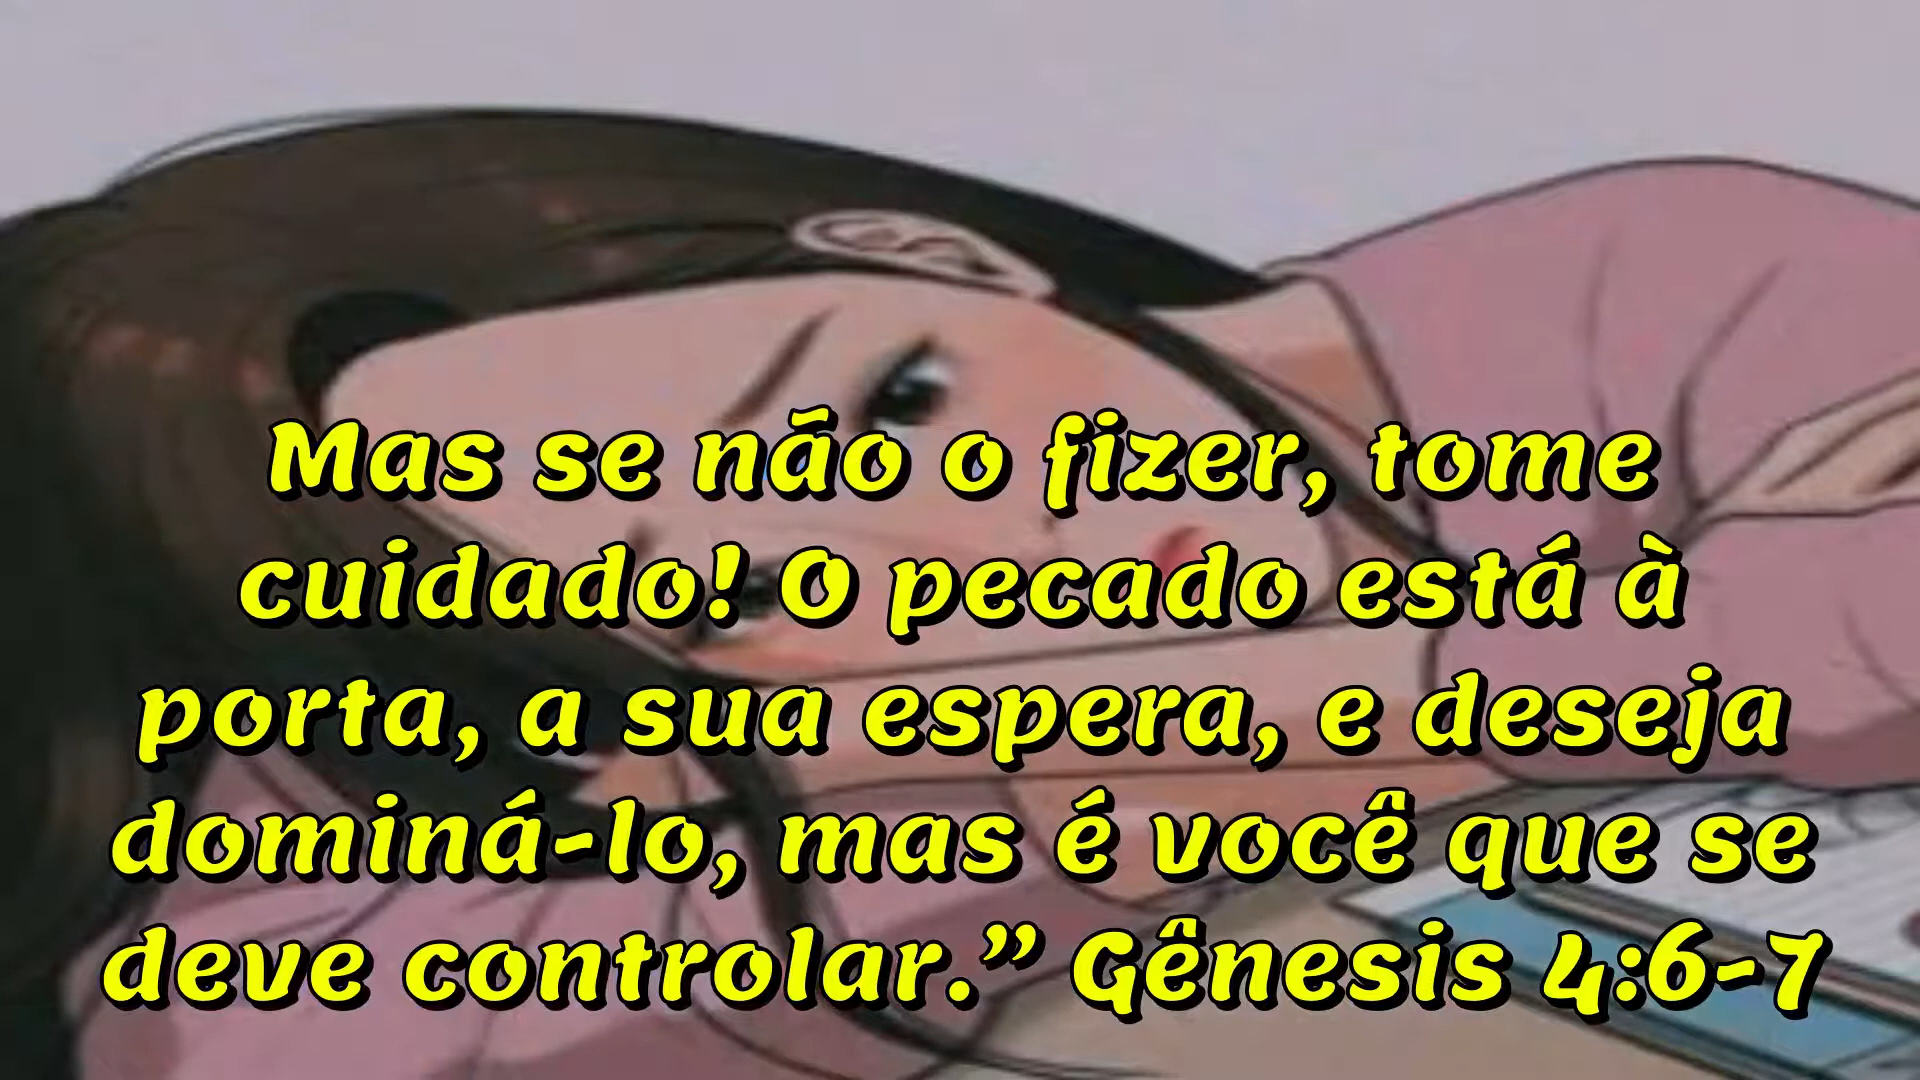 Mas se não o fizer, tome
cuidado! O pecado está à
porta, a sua espera, e deseja
dominá-lo, mas é você que se
deve controlar.” Gênesis 4:6-7